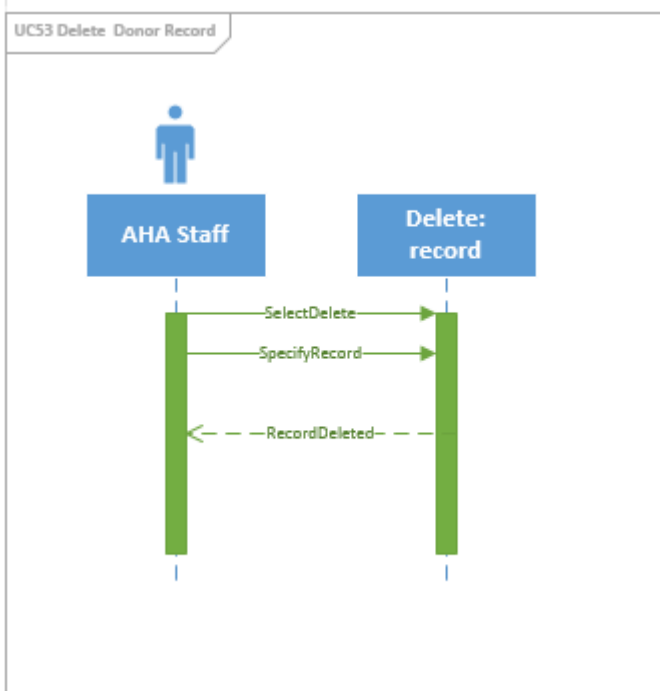 UC53 Delete Donor Record
AHA Staff
Delete:
record
SelectDelete
SpecifyRecord
RecordDeleted